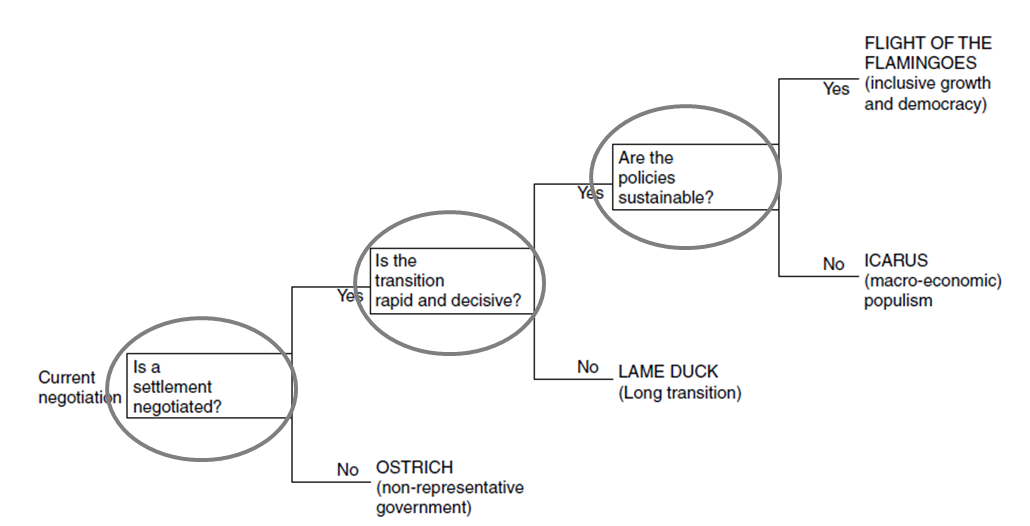 FLIGHT OF THE
FLAMINGOES
Yes
(inclusive growth
and democracy)
Are the
policies
sustainable?
Yes
No
ICARUS
(macro-economic)
populism
Is the
transition
rapid and decisive?
Yes
No
LAME DUCK
(Long transition)
Current
negotiation
Is a
settlement
negotiated?
No
OSTRICH
(non-representative
government)